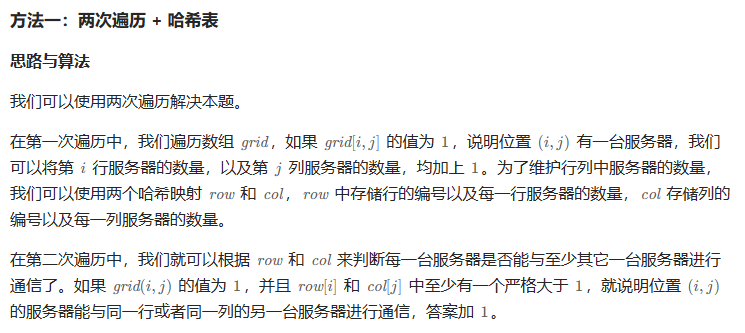 方法一：两次遍历 + 哈希表
思路与算法
我们可以使用两次遍历解决本题。
在第一次遍历中，我们遍历数组 grid，如果 grid[i, j] 的值为 1，说明位置 (i, j) 有一台服务器，我们
可以将第 i 行服务器的数量，以及第 j 列服务器的数量，均加上 1。为了维护行列中服务器的数量，
我们可以使用两个哈希映射 row 和 col，row 中存储行的编号以及每一行服务器的数量，col 存储列的
编号以及每一列服务器的数量。
在第二次遍历中，我们就可以根据 row 和 col 来判断每一台服务器是否能与至少其它一台服务器进行
通信了。如果 grid(i, j) 的值为 1，并且 row[i] 和 col[j] 中至少有一个严格大于 1，就说明位置 (i, j)
的服务器能与同一行或者同一列的另一台服务器进行通信，答案加 1。